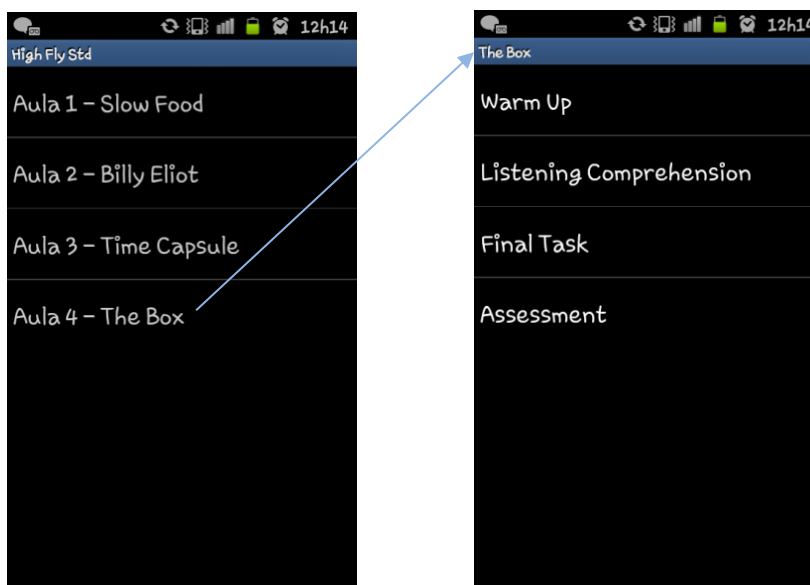 12h14
High Fly Std
Aula 1 – Slow Food
Aula 2 – Billy Eliot
Aula 3 – Time Capsule
Aula 4 – The Box
12h14
The Box
Warm Up
Listening Comprehension
Final Task
Assessment